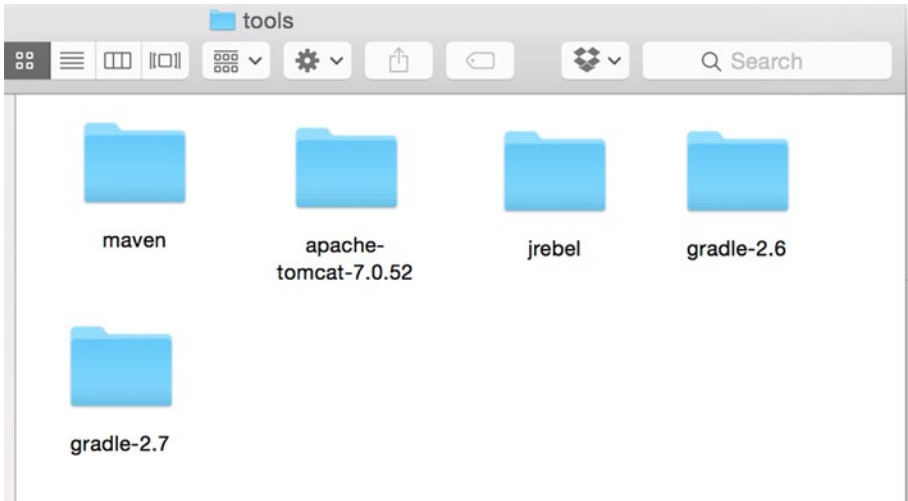 tools
Search
maven
apache-
tomcat-7.0.52
jrebel
gradle-2.6
gradle-2.7